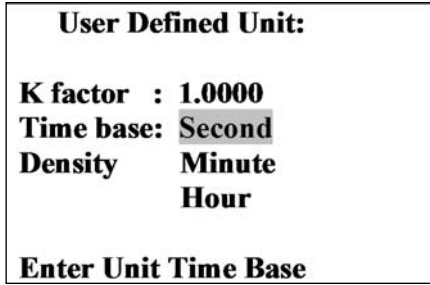 User Defined Unit:
K factor : 1.0000
Time base: Second
Density Minute
Hour
Enter Unit Time Base